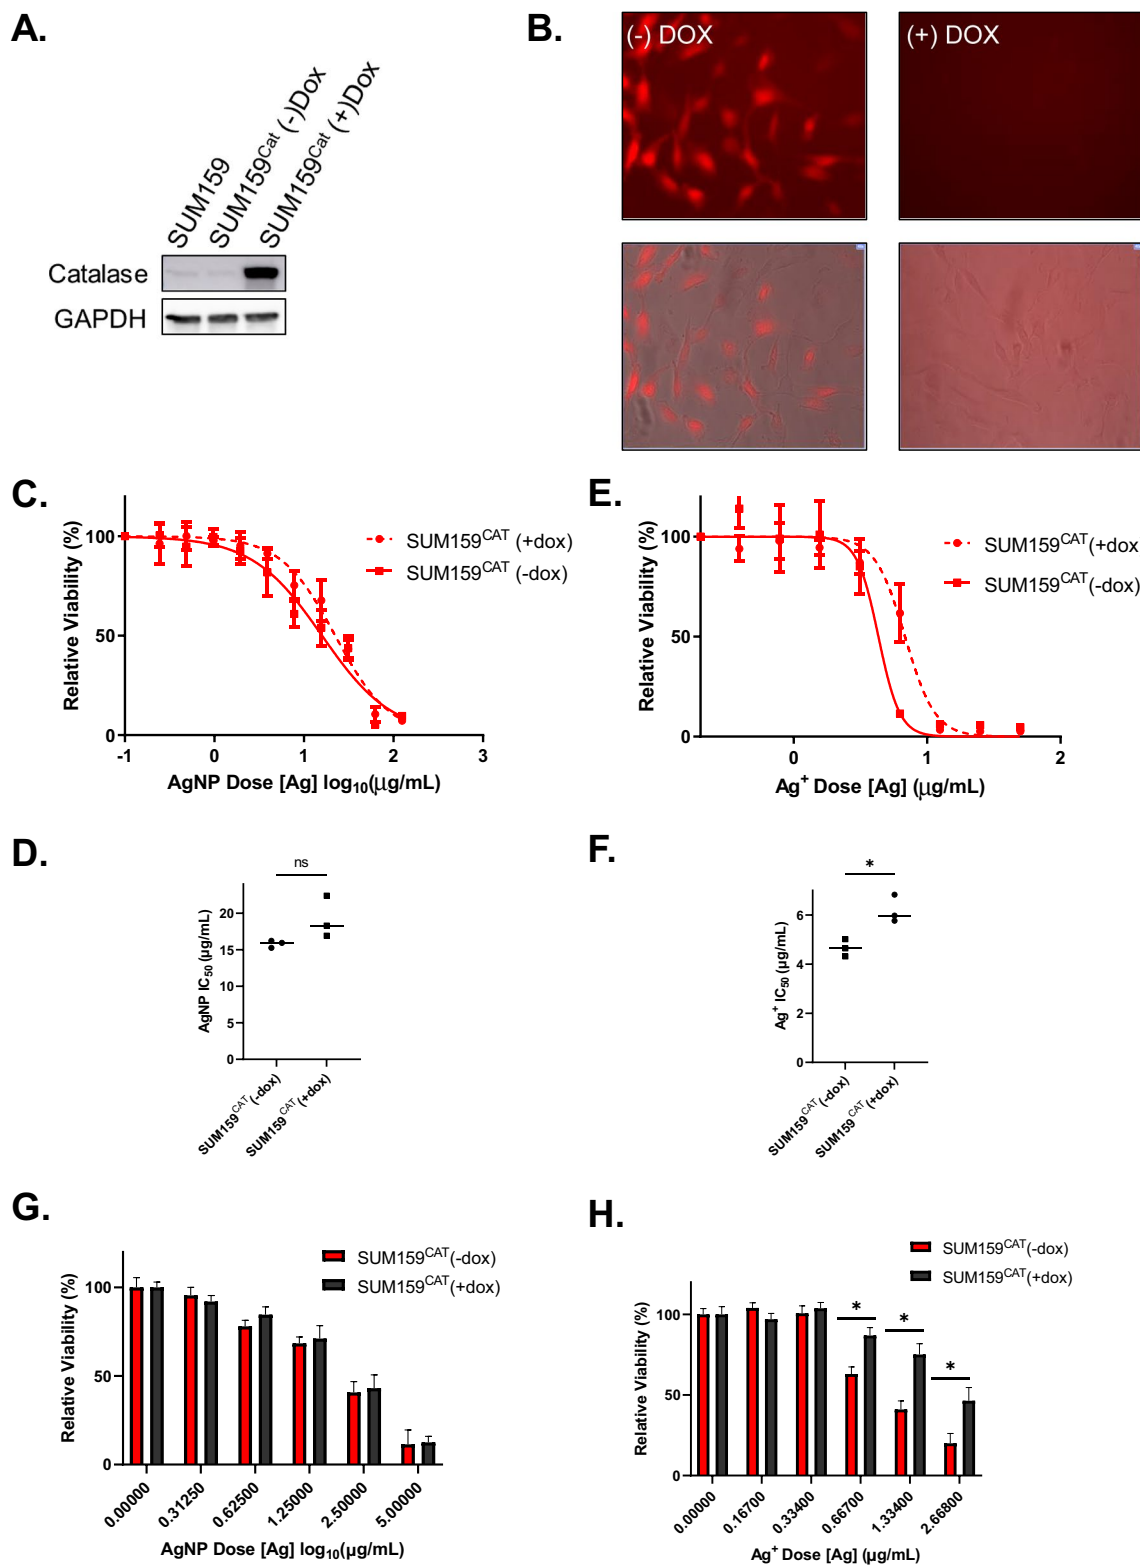 A.
SUM159
SUM159Cat (-)Dox
SUM159Cat (+)Dox
Catalase
GAPDH
B.
(-) DOX
(+) DOX
C.
Relative Viability (%)
100
50
0
-1 0 1 2 3
AgNP Dose [Ag] log10(μg/mL)
SUM159CAT (+dox)
SUM159CAT (-dox)
E.
Relative Viability (%)
100
50
0
0 1 2
Ag+ Dose [Ag] (μg/mL)
SUM159CAT(+dox
SUM159CAT(-dox)
D.
ns
AgNP IC50 (μg/mL)
20
15
10
5
0
SUM159CAT(-dox)
SUM159CAT(+dox)
F.
*
Ag+ IC50 (μg/mL)
6
4
2
0
SUM159CAT(-dox)
SUM159CAT(+dox)
G.
SUM159CAT(-dox)
SUM159CAT(+dox)
Relative Viability (%)
100
50
0
0.00000 0.31250 0.62500 1.25000 2.50000 5.00000
AgNP Dose [Ag] log10(μg/mL)
H.
SUM159CAT(-dox)
SUM159CAT(+dox)
Relative Viability (%)
100
50
0
* * *
0.00000 0.16700 0.33400 0.66700 1.33400 2.66800
Ag+ Dose [Ag] (μg/mL)